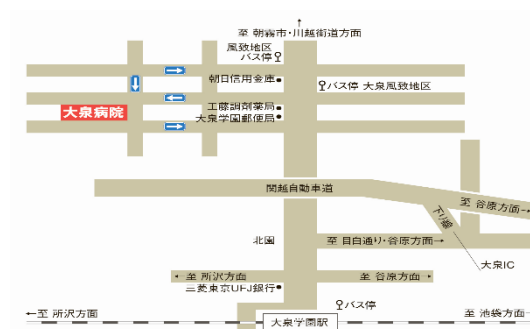 至 朝霧市・川越街道方面
風致地区
バス停
朝日信用金庫
バス停 大泉風致地区
大泉病院
工藤調剤薬局
大泉学園郵便局
関越自動車道
至 谷原方面
下り線
北園
至 目白通り・谷原方面
大泉IC
至 所沢方面
至 谷原方面
三菱東京UFJ銀行
バス停
至 所沢方面
大泉学園駅
至 池袋方面